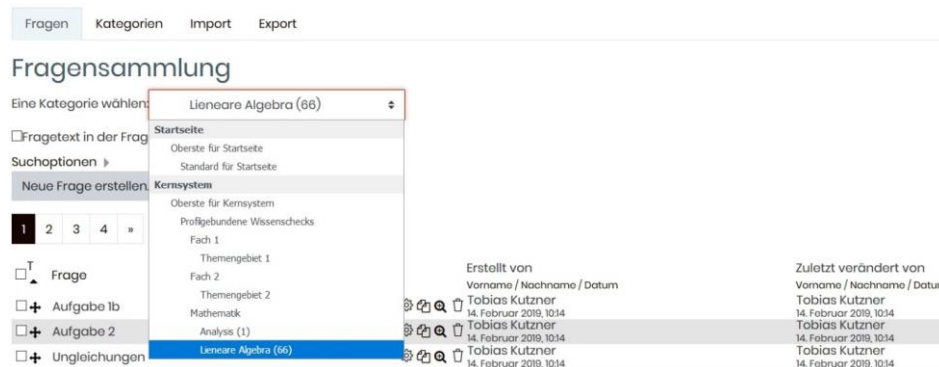 Fragen Kategorien Import Export
Fragensammlung
Eine Kategorie wählen: Lieneare Algebra (66)
Startseite
Fragetext in der Frag
Oberste für Startseite
Suchoptionen
Standard für Startseite
Neue Frage erstellen.
Kernsystem
Oberste für Kernsystem
Profilgebundene Wissenschecks
1 2 3 4 »
Fach 1
Themengebiet 1
Fach 2
Themengebiet 2
Mathematik
Analysis (1)
Lieneare Algebra (66)
T Frage Erstellt von Zuletzt verändert von
Vorname / Nachname / Datum Vorname / Nachname / Datum
Aufgabe 1b Tobias Kutzner Tobias Kutzner
14. Februar 2019, 10:14 14. Februar 2019, 10:14
Aufgabe 2 Tobias Kutzner Tobias Kutzner
14. Februar 2019, 10:14 14. Februar 2019, 10:14
Ungleichungen Tobias Kutzner Tobias Kutzner
14. Februar 2019, 10:14 14. Februar 2019, 10:14